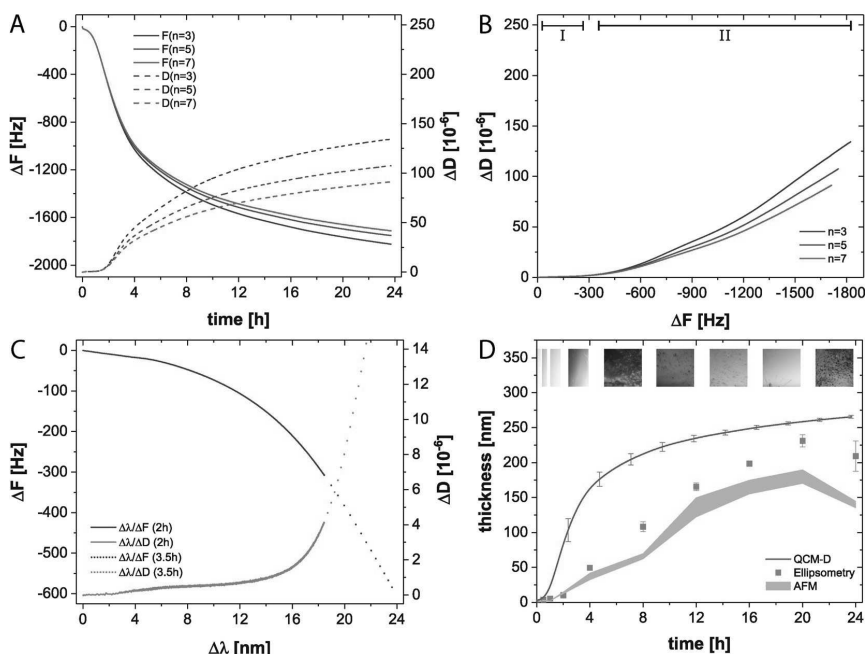 A
F(n=3)
F(n=5)
F(n=7)
D(n=3)
D(n=5)
D(n=7)
0
-400
-800
-1200
-1600
-2000
ΔF [Hz]
250
200
150
100
50
0
ΔD [10⁻⁶]
0 4 8 12 16 20 24
time [h]
B
I II
250
200
150
100
50
0
ΔD [10⁻⁶]
n=3
n=5
n=7
0 -300 -600 -900 -1200 -1500 -1800
ΔF [Hz]
C
0
-100
-200
-300
-400
-500
-600
ΔF [Hz]
Δλ/ΔF (2h)
Δλ/ΔD (2h)
Δλ/ΔF (3.5h)
Δλ/ΔD (3.5h)
14
12
10
8
6
4
2
0
ΔD [10⁻⁶]
0 4 8 12 16 20 24
Δλ [nm]
D
350
300
250
200
150
100
50
0
thickness [nm]
QCM-D
Ellipsometry
AFM
0 4 8 12 16 20 24
time [h]